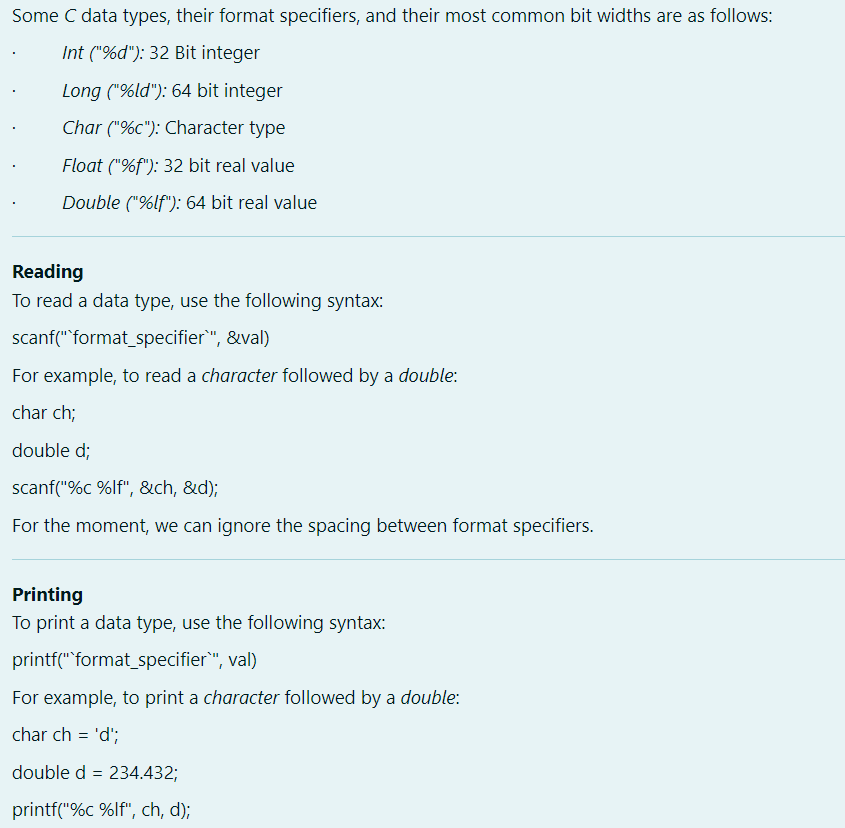 Some C data types, their format specifiers, and their most common bit widths are as follows:
· Int ("%d"): 32 Bit integer
· Long ("%ld"): 64 bit integer
· Char ("%c"): Character type
· Float ("%f"): 32 bit real value
· Double ("%lf"): 64 bit real value
Reading
To read a data type, use the following syntax:
scanf("`format_specifier`", &val)
For example, to read a character followed by a double:
char ch;
double d;
scanf("%c %lf", &ch, &d);
For the moment, we can ignore the spacing between format specifiers.
Printing
To print a data type, use the following syntax:
printf("`format_specifier`", val)
For example, to print a character followed by a double:
char ch = 'd';
double d = 234.432;
printf("%c %lf", ch, d);